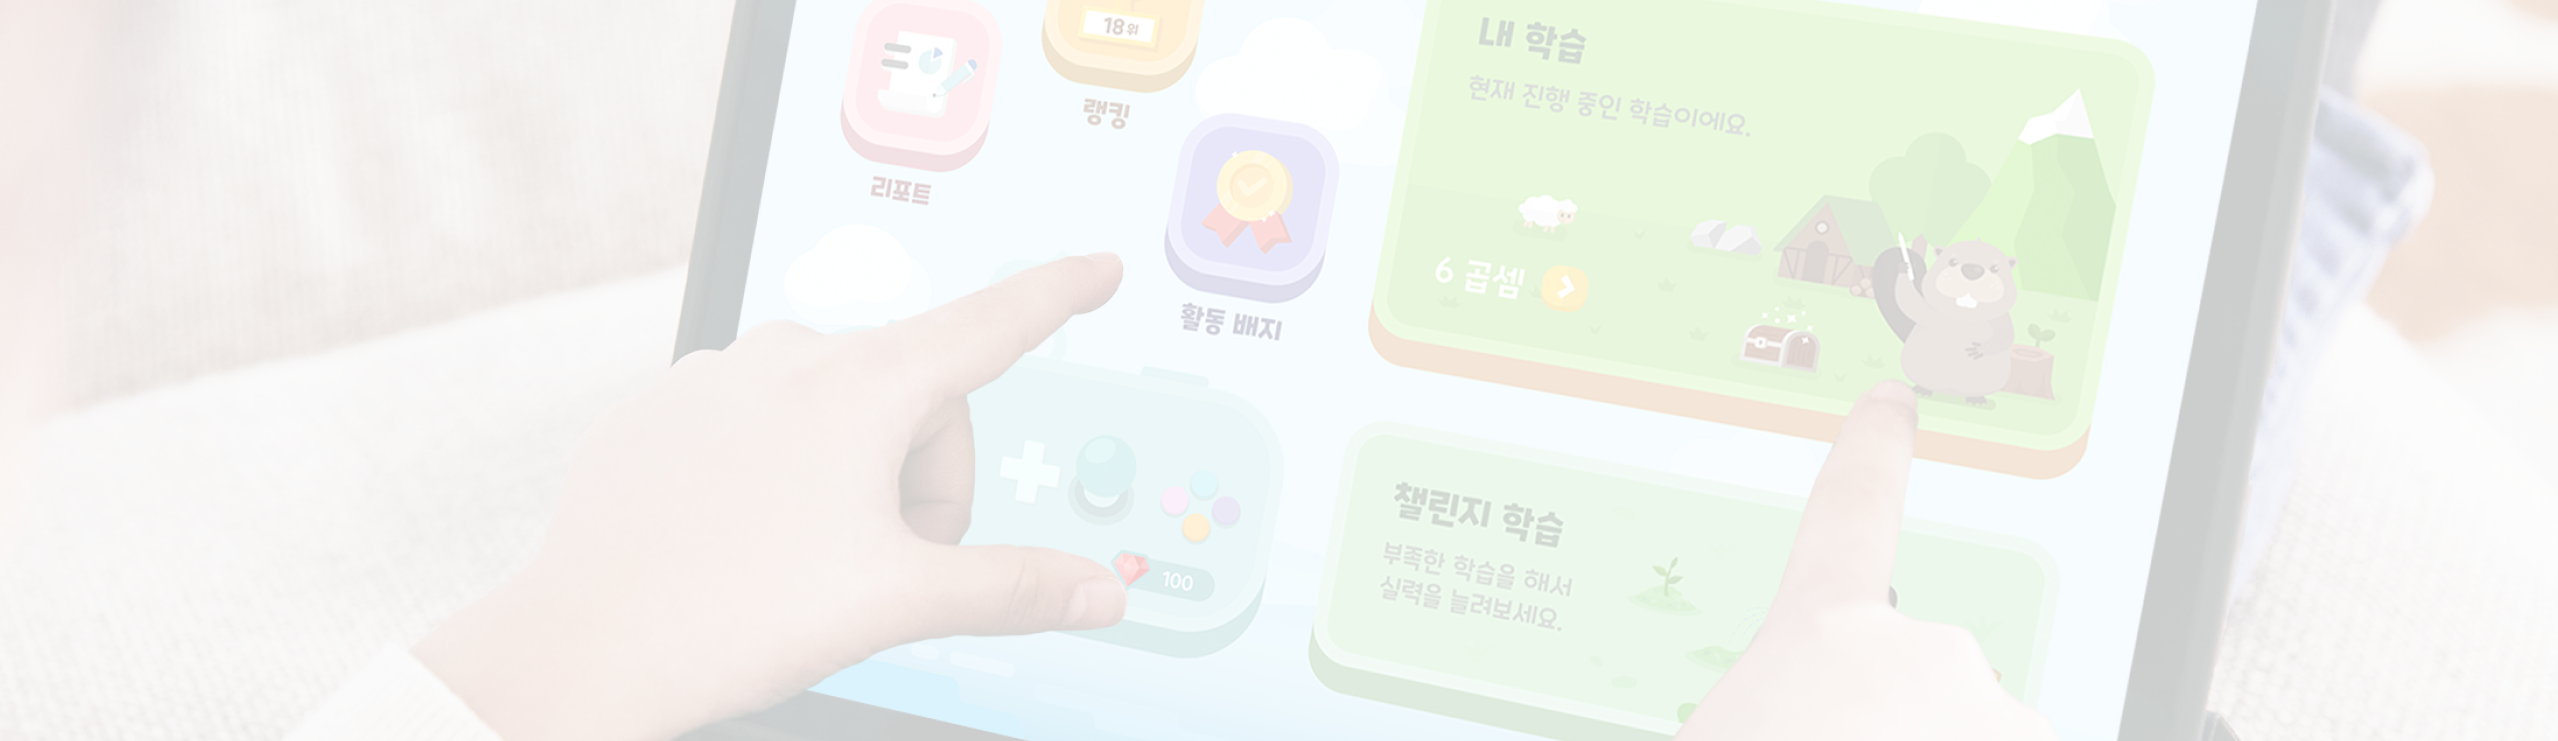 18위
랭킹
리포트
활동 배지
100
내 학습
현재 진행 중인 학습이에요.
6 곱셈
챌린지 학습
부족한 학습을 해서
실력을 늘려보세요.